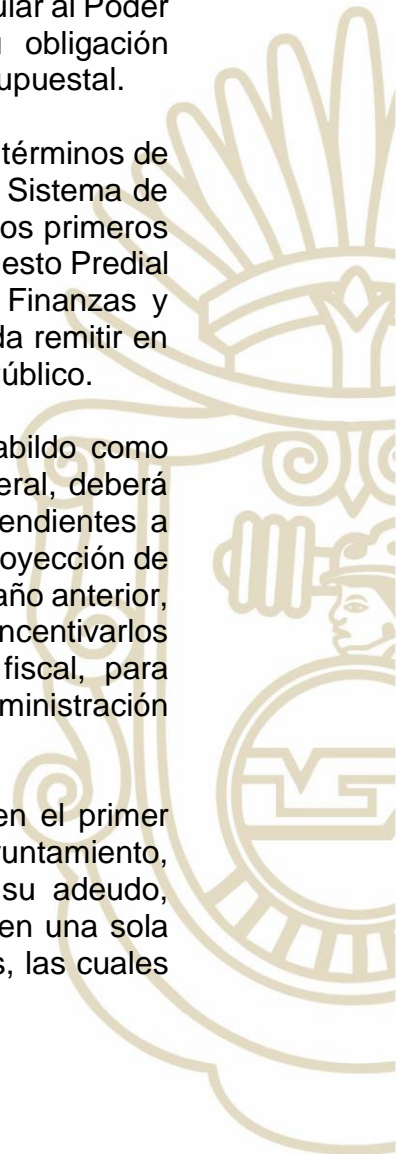 ular al Poder
obligación
upuestal.
términos de
Sistema de
os primeros
esto Predial
Finanzas y
da remitir en
Público.
abildo como
eral, deberá
endientes a
oyección de
año anterior,
ncentivarlos
fiscal, para
ministración
en el primer
yuntamiento,
su adeudo,
en una sola
s, las cuales